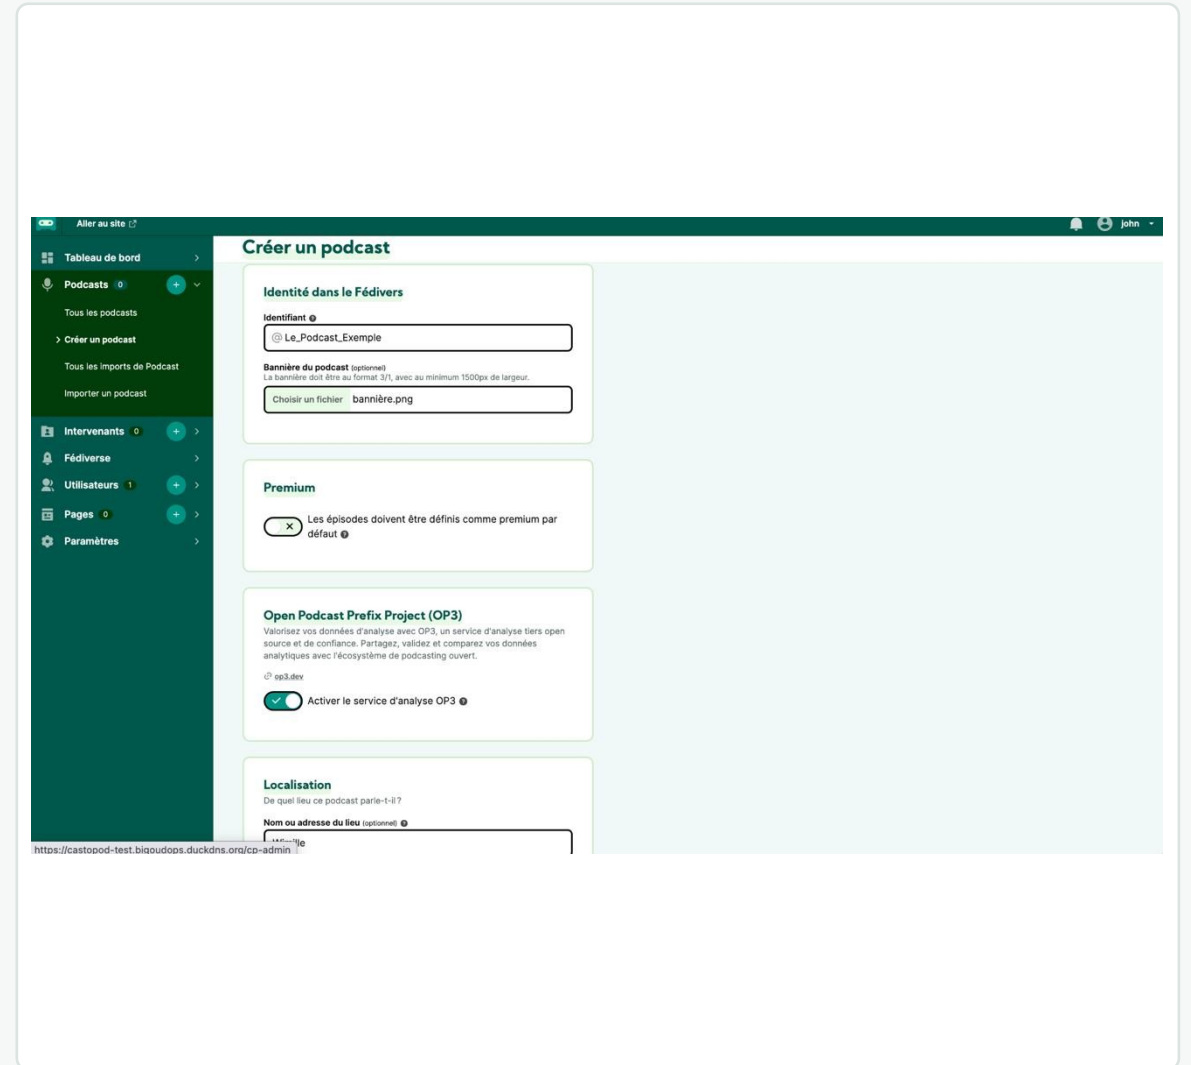 Aller au site
john
Créer un podcast
Tableau de bord
Podcasts 0
+
Tous les podcasts
Créer un podcast
Tous les imports de Podcast
Importer un podcast
Intervenants 0
+
Fédiverse
Utilisateurs 1
+
Pages 0
+
Paramètres
Identité dans le Fédivers
Identifiant
@ Le_Podcast_Exemple
Bannière du podcast (optionnel)
La bannière doit être au format 3/1, avec au minimum 1500px de largeur.
Choisir un fichier bannière.png
Premium
Les épisodes doivent être définis comme premium par
défaut
Open Podcast Prefix Project (OP3)
Valorisez vos données d'analyse avec OP3, un service d'analyse tiers open
source et de confiance. Partagez, validez et comparez vos données
analytiques avec l'écosystème de podcasting ouvert.
op3.dev
Activer le service d'analyse OP3
Localisation
De quel lieu ce podcast parle-t-il ?
Nom ou adresse du lieu (optionnel)
https://castopod-test.bigoudops.duckdns.org/cp-admin